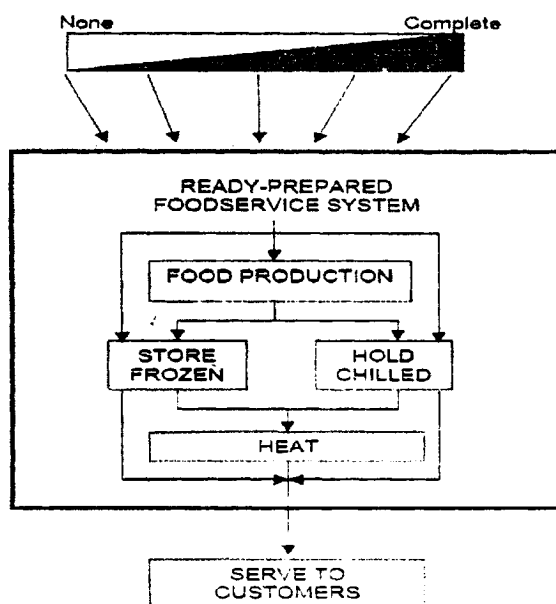 None
Complete
READY-PREPARED
FOODSERVICE SYSTEM
FOOD PRODUCTION
STORE
FROZEN
HOLD
CHILLED
HEAT
SERVE TO
CUSTOMERS